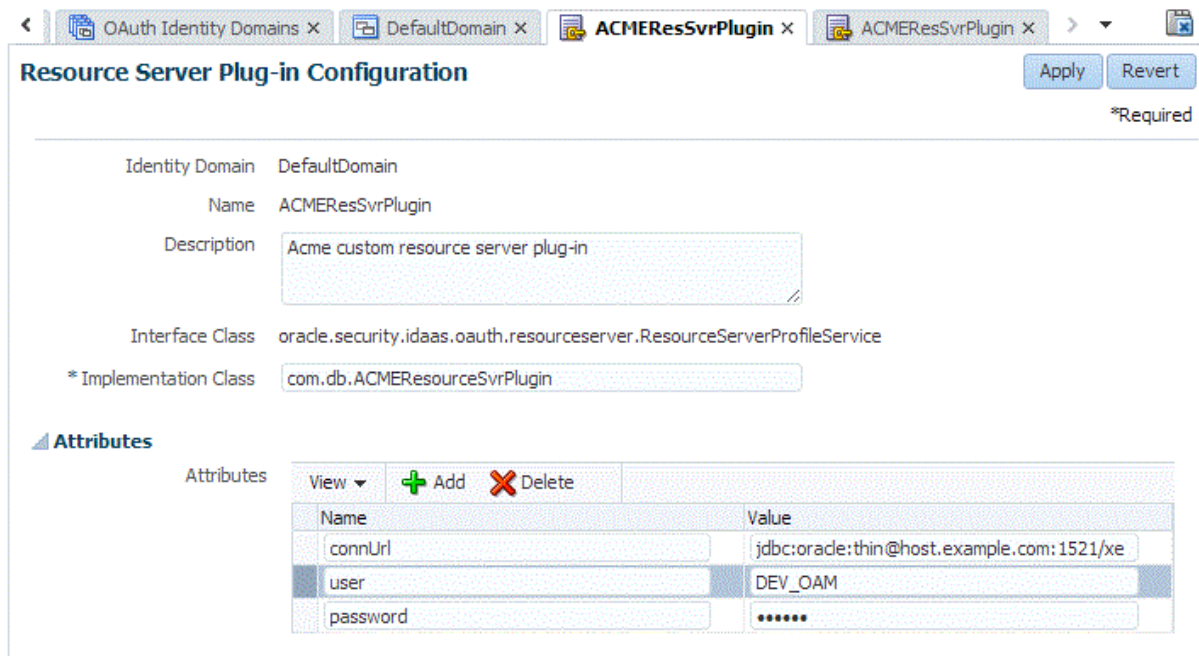 OAuth Identity Domains × DefaultDomain × ACMEResSvrPlugin × ACMEResSvrPlugin ×
Resource Server Plug-in Configuration Apply Revert
*Required
Identity Domain DefaultDomain
Name ACMEResSvrPlugin
Description Acme custom resource server plug-in
Interface Class oracle.security.idaas.oauth.resourceserver.ResourceServerProfileService
* Implementation Class com.db.ACMEResourceSvrPlugin
Attributes
Attributes View Add Delete
Name Value
connUrl jdbc:oracle:thin@host.example.com:1521/xe
user DEV_OAM
password ••••••